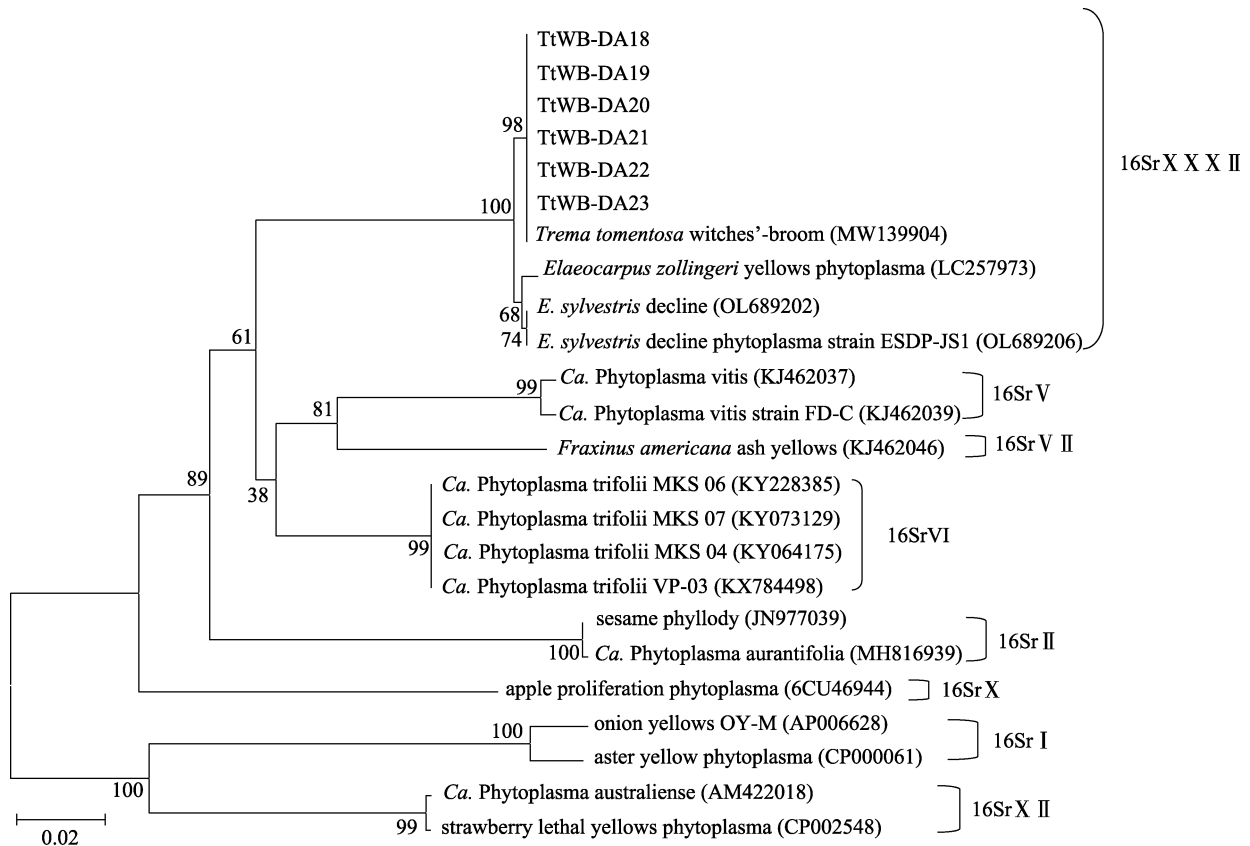 TtWB-DA18
TtWB-DA19
TtWB-DA20
98
TtWB-DA21
16SrⅩⅩⅩⅡ
TtWB-DA22
TtWB-DA23
100
Trema tomentosa witches’-broom (MW139904)
Elaeocarpus zollingeri yellows phytoplasma (LC257973)
E. sylvestris decline (OL689202)
68
74
E. sylvestris decline phytoplasma strain ESDP-JS1 (OL689206)
61
Ca. Phytoplasma vitis (KJ462037)
99
16SrⅤ
81
Ca. Phytoplasma vitis strain FD-C (KJ462039)
Fraxinus americana ash yellows (KJ462046)
16SrⅤⅡ
89
38
Ca. Phytoplasma trifolii MKS 06 (KY228385)
Ca. Phytoplasma trifolii MKS 07 (KY073129)
16SrVI
99
Ca. Phytoplasma trifolii MKS 04 (KY064175)
Ca. Phytoplasma trifolii VP-03 (KX784498)
sesame phyllody (JN977039)
16SrⅡ
100
Ca. Phytoplasma aurantifolia (MH816939)
apple proliferation phytoplasma (6CU46944)
16SrⅩ
onion yellows OY-M (AP006628)
100
16SrⅠ
aster yellow phytoplasma (CP000061)
100
Ca. Phytoplasma australiense (AM422018)
16SrⅩⅡ
99
strawberry lethal yellows phytoplasma (CP002548)
0.02